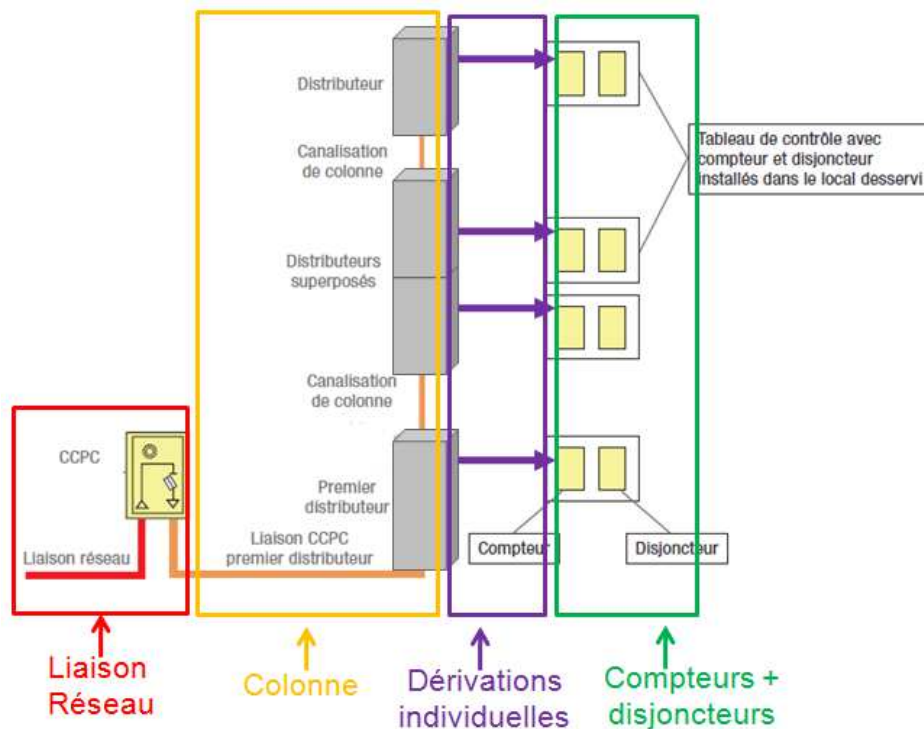 Distributeur
Canalisation
de colonne
Distributeurs
superposés
Canalisation
de colonne
CCPC
Premier
distributeur
Liaison réseau
Liaison CCPC
premier distributeur
Tableau de contrôle avec
compteur et disjoncteur
installés dans le local desservi
Compteur
Disjoncteur
Liaison
Réseau
Colonne
Dérivations
individuelles
Compteurs +
disjoncteurs